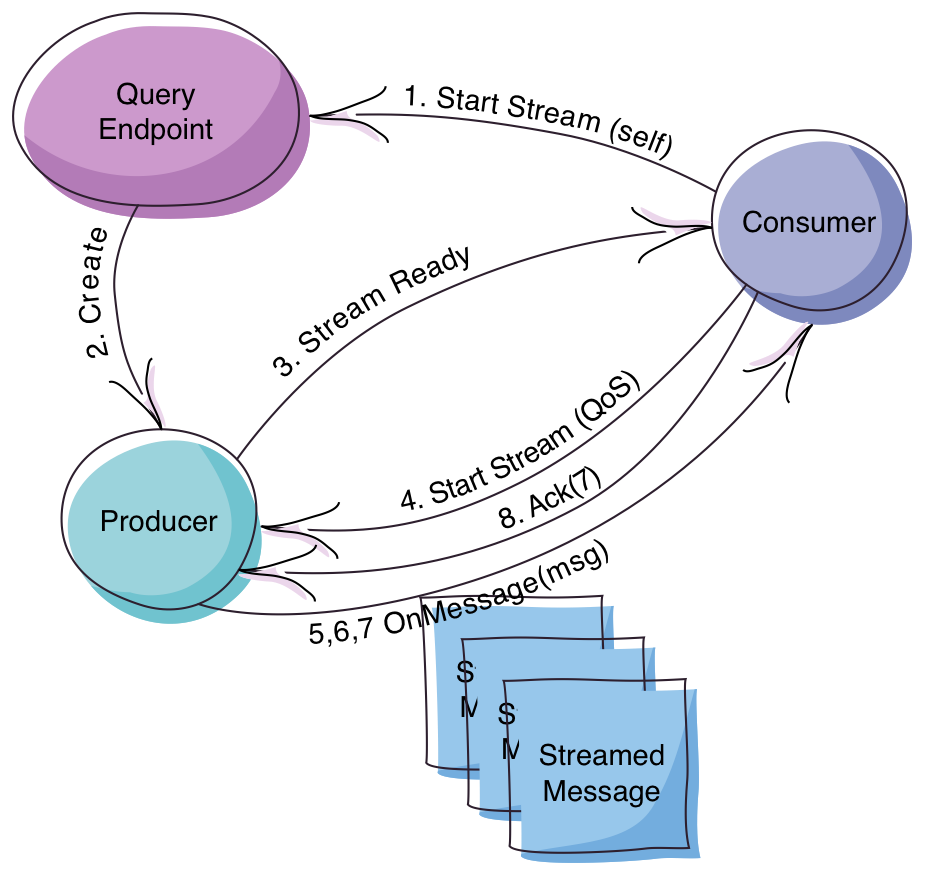 Query
Endpoint
1. Start Stream (self)
Consumer
2. Create
3. Stream Ready
4. Start Stream (QoS)
8. Ack(7)
Producer
5,6,7 OnMessage(msg)
S
M
S
M
Streamed
Message